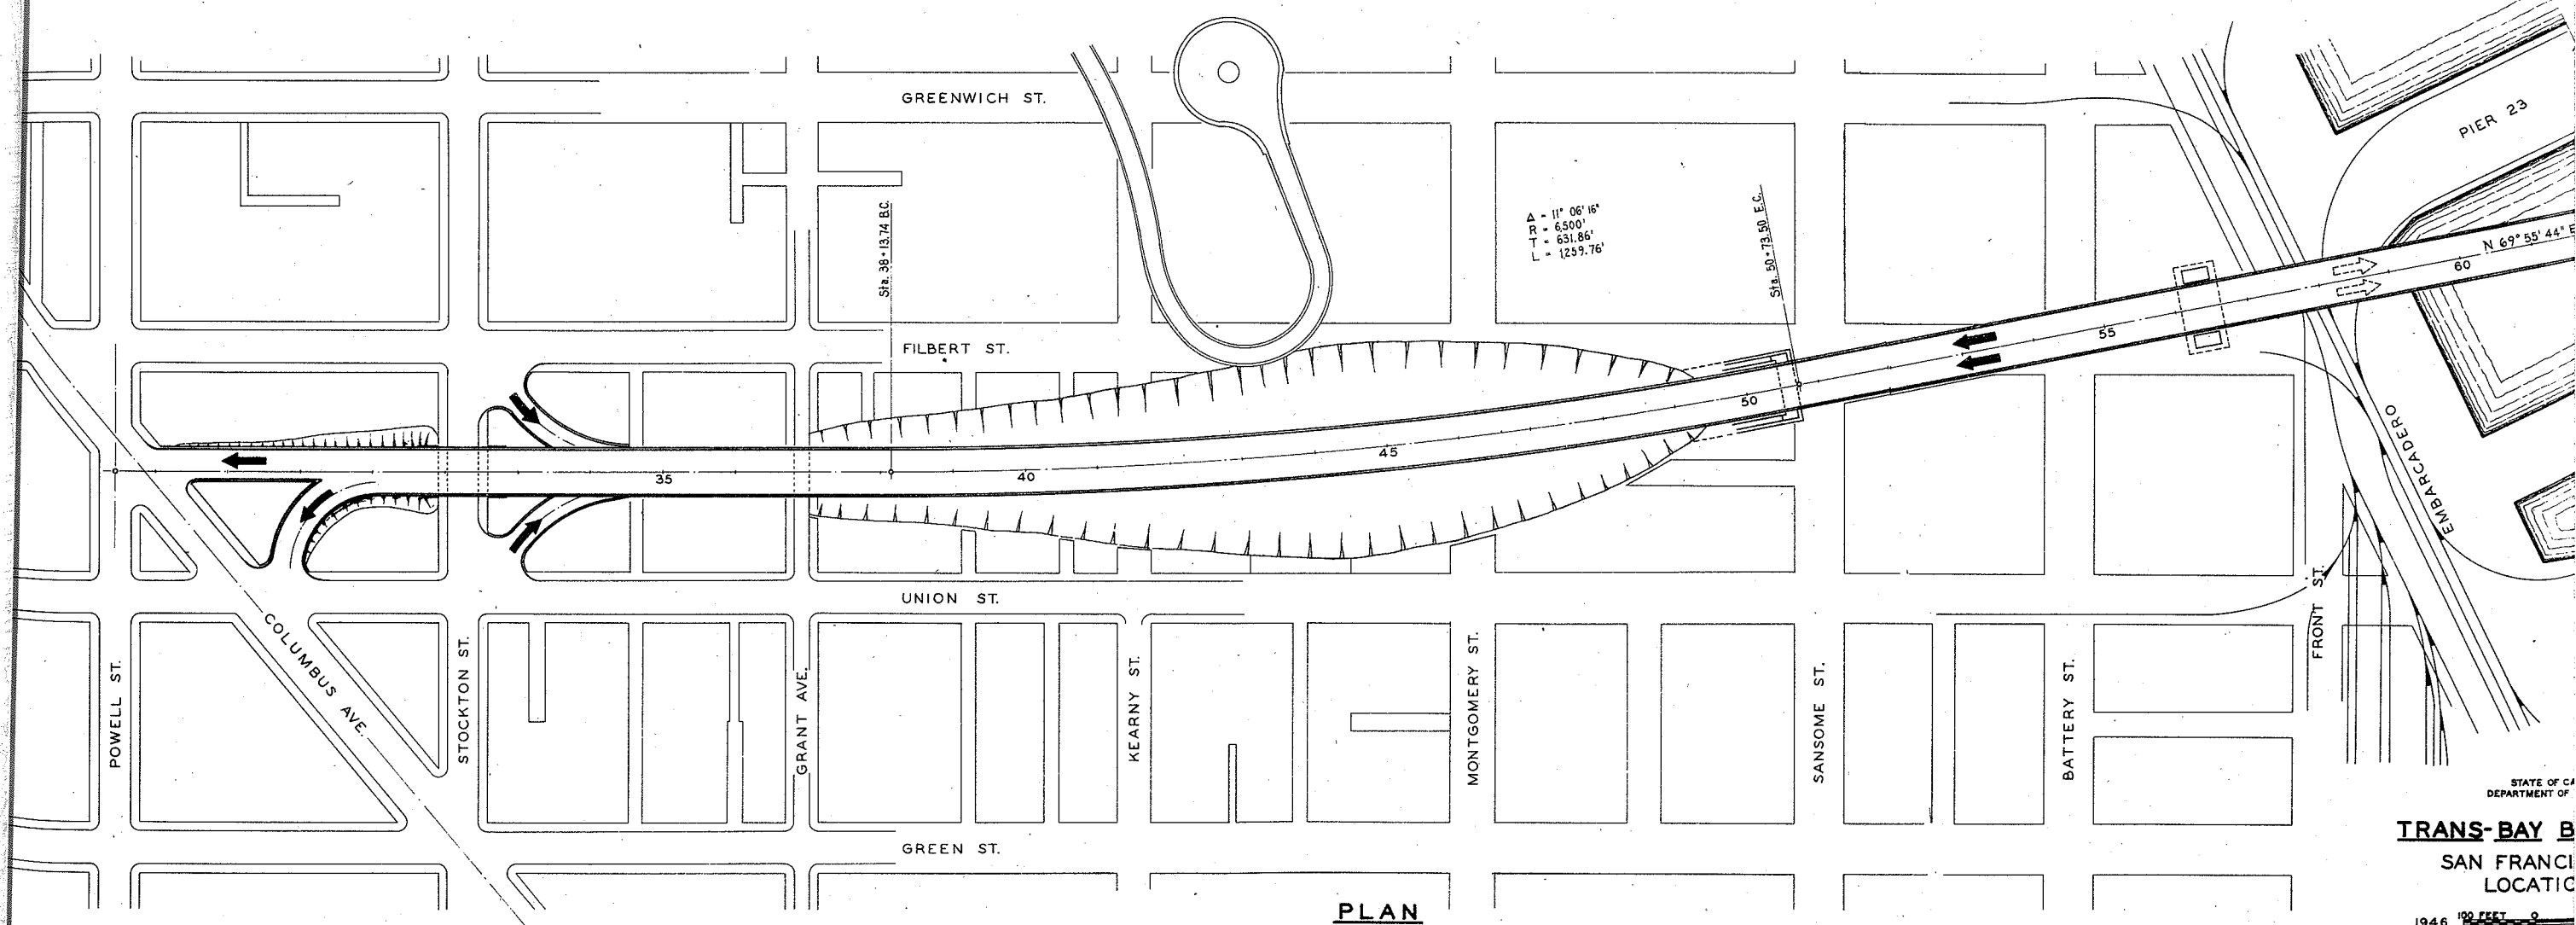 GREENWICH ST.
PIER 23
Δ = 11° 06' 16"
R = 6,500'
T = 631.86'
L = 1,259.76'
Sta. 38+13.74 B.C.
Sta. 50+73.50 E.C.
N 69° 55' 44" E
60
55
50
45
40
35
FILBERT ST.
EMBARCADERO
UNION ST.
COLUMBUS AVE.
POWELL ST.
STOCKTON ST.
GRANT AVE.
KEARNY ST.
MONTGOMERY ST.
SANSOME ST.
BATTERY ST.
FRONT ST.
GREEN ST.
STATE OF CA
DEPARTMENT OF
TRANS-BAY B
SAN FRANCI
LOCATIO
PLAN
1946
100 FEET 0